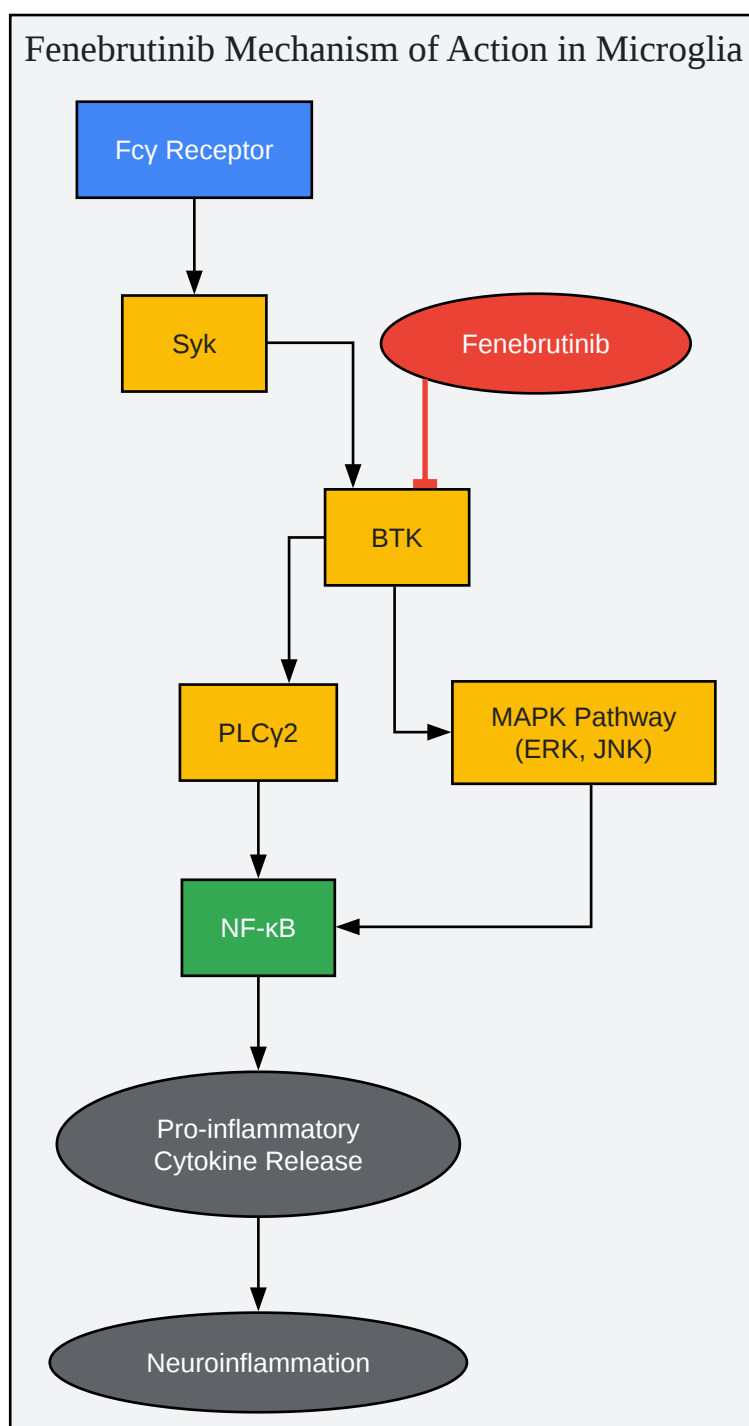 Fenebrutinib Mechanism of Action in Microglia
Fcγ Receptor
Syk
Fenebrutinib
BTK
PLCγ2
MAPK Pathway
(ERK, JNK)
NF-κB
Pro-inflammatory
Cytokine Release
Neuroinflammation